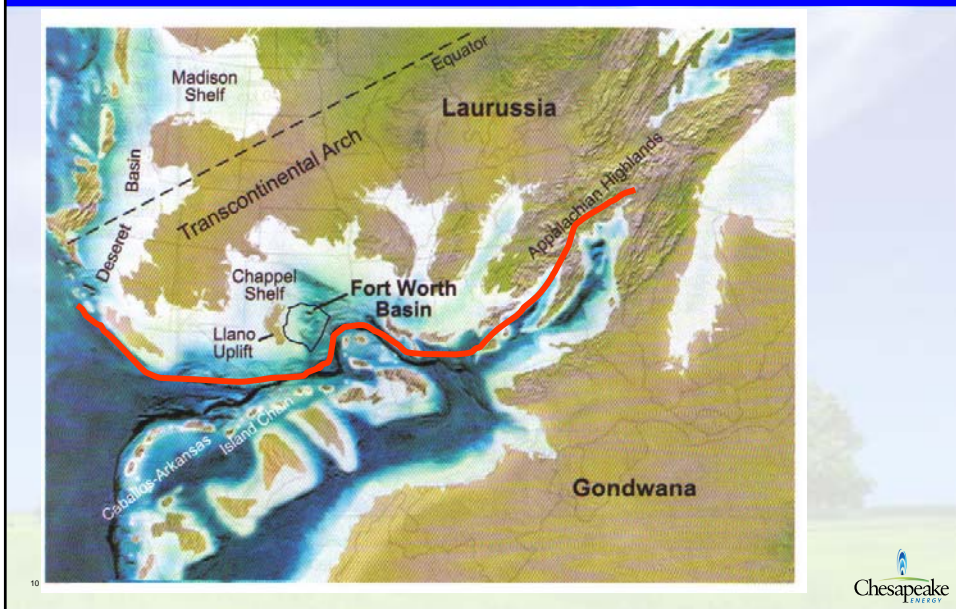 Equator
Madison
Shelf
Laurussia
Transcontinental Arch
Deseret Basin
Appalachian Highlands
Chappel
Shelf
Fort Worth
Basin
Llano
Uplift
Caballos-Arkansas Island Chain
Gondwana
10
Chesapeake
ENERGY